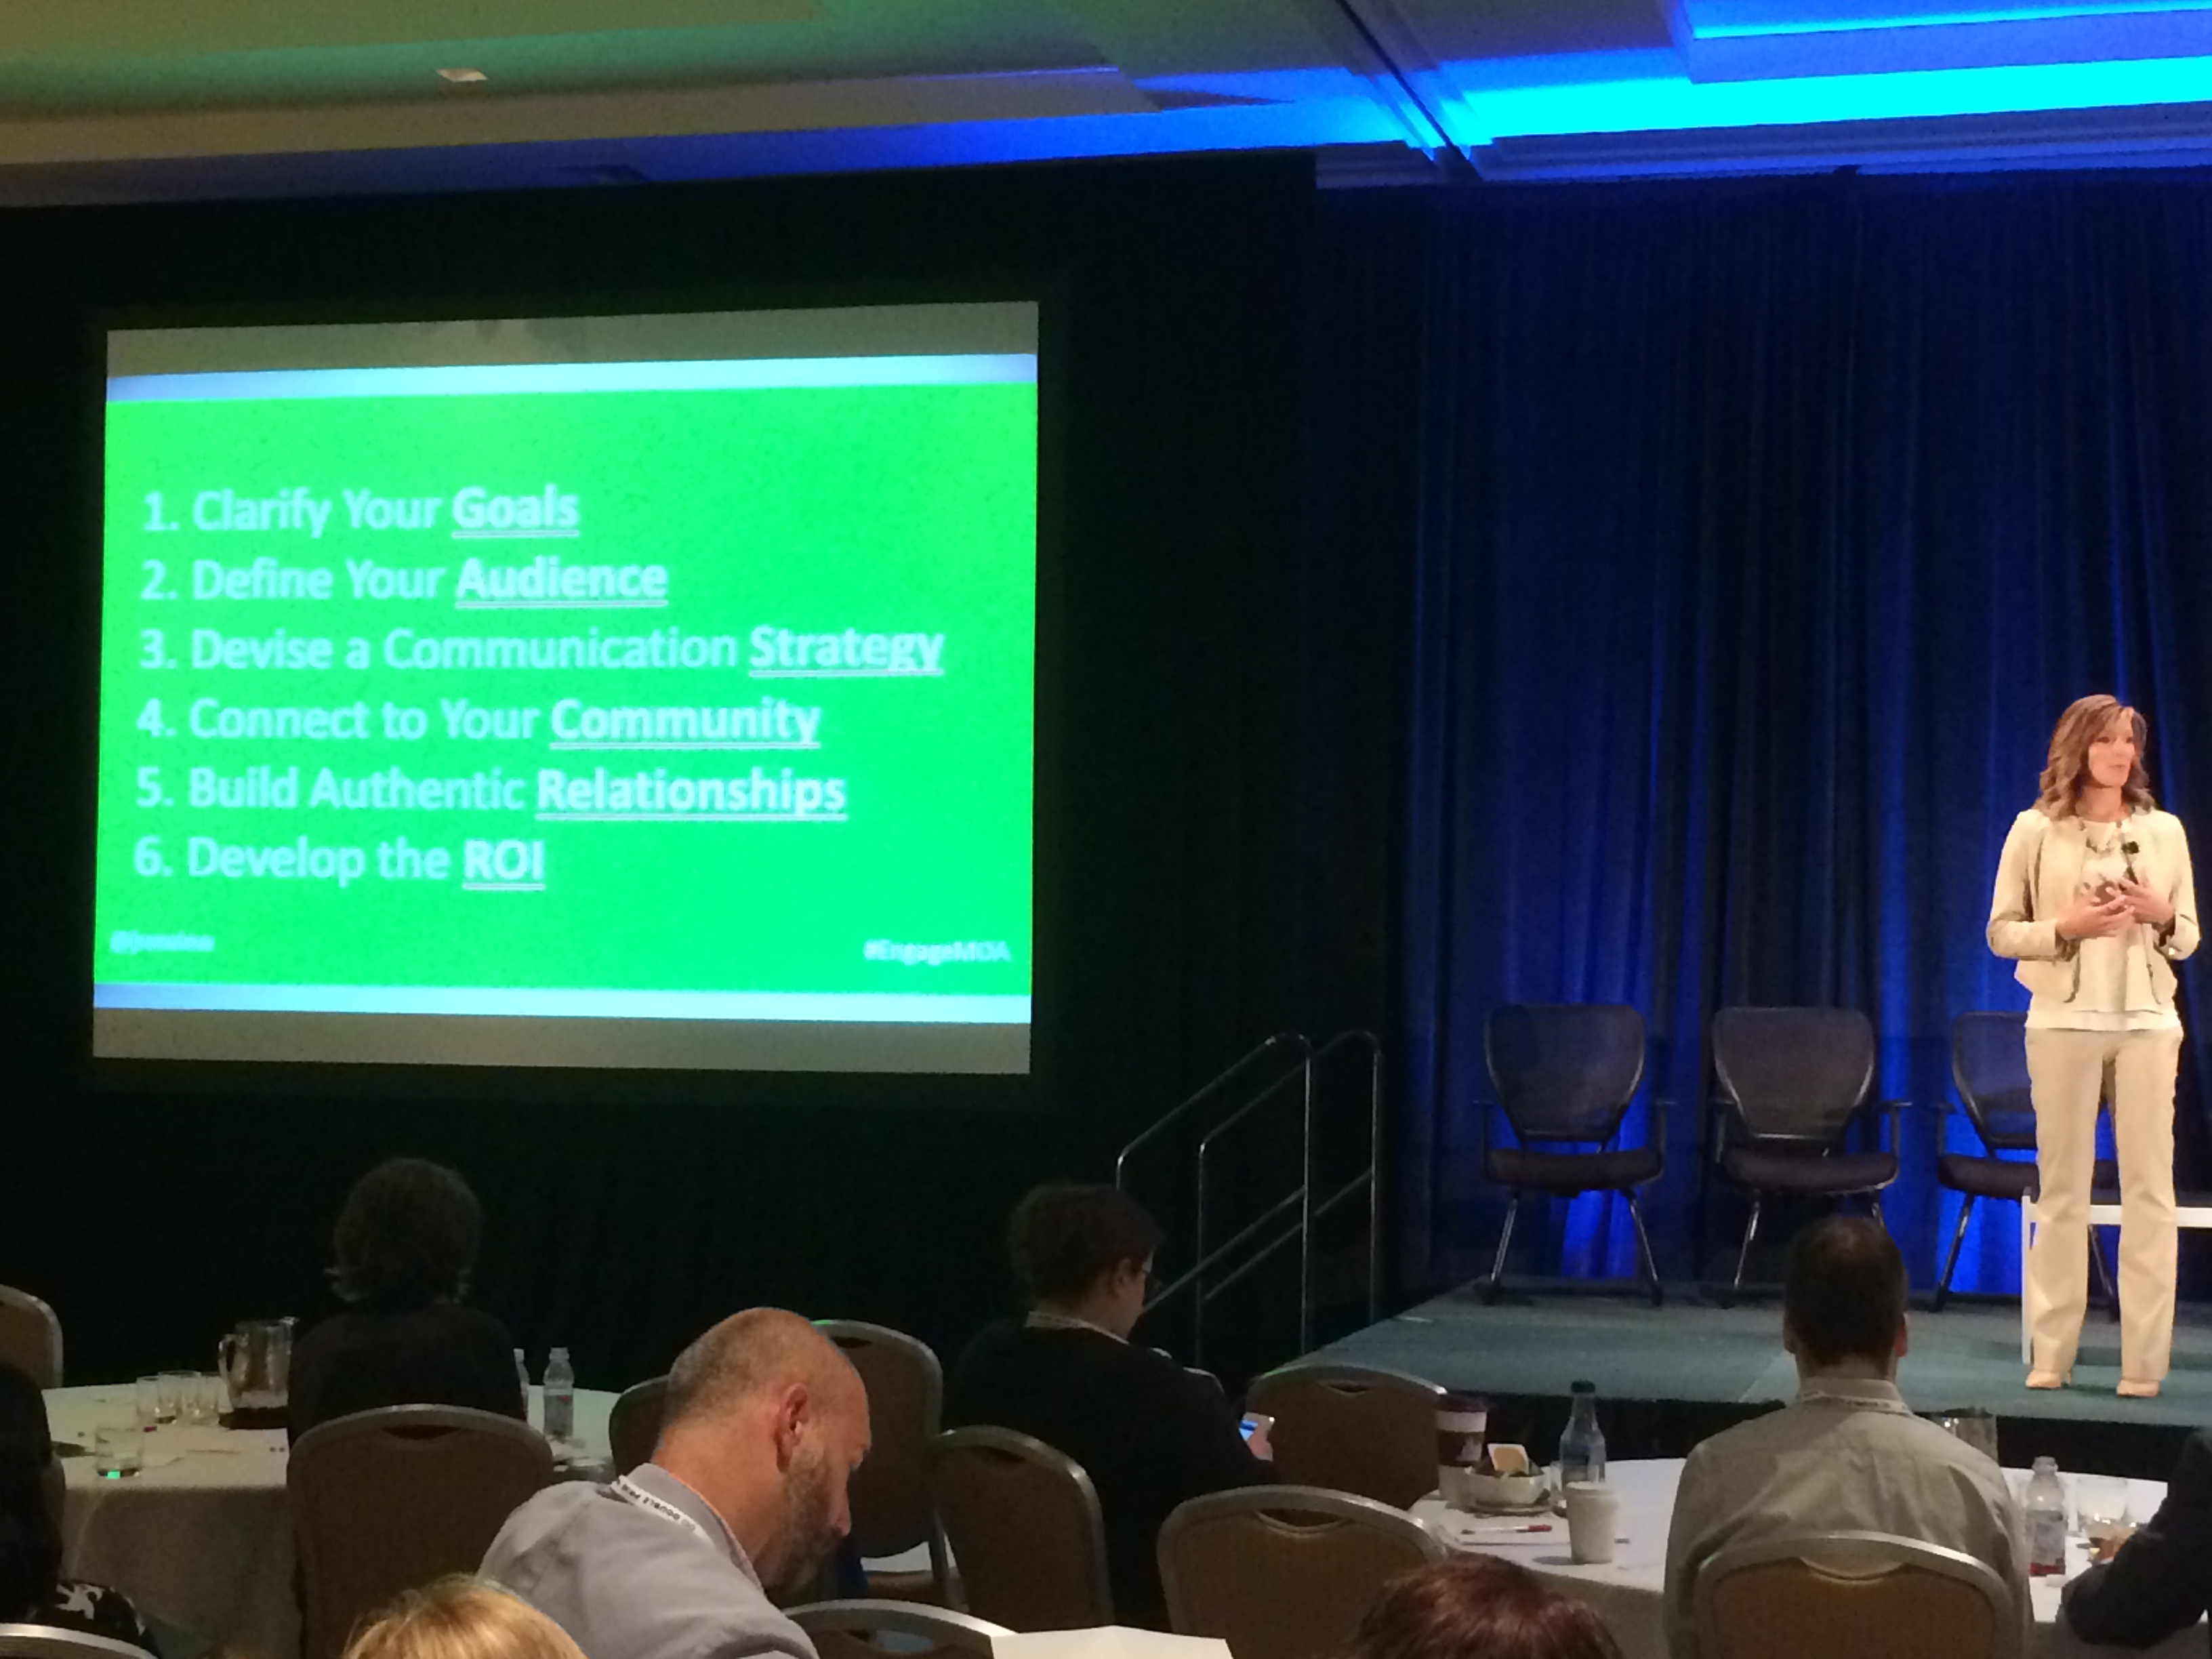 1. Clarify Your Goals
2. Define Your Audience
3. Devise a Communication Strategy
4. Connect to Your Community
5. Build Authentic Relationships
6. Develop the ROI
#EngageMOA